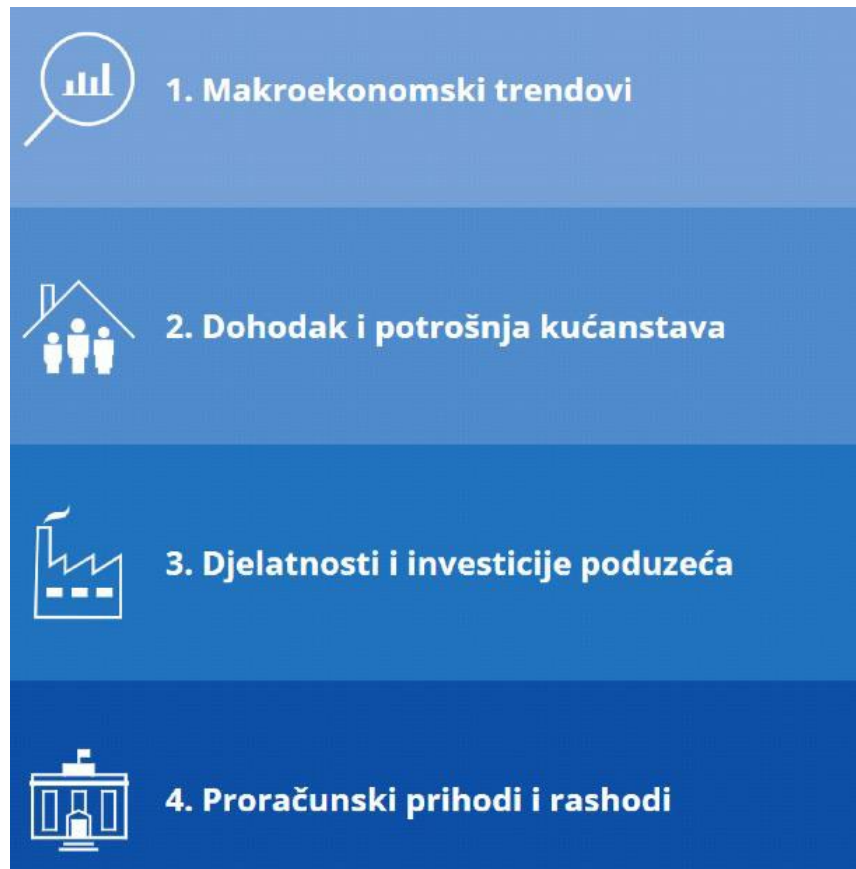 1. Makroekonomski trendovi
2. Dohodak i potrošnja kućanstava
3. Djelatnosti i investicije poduzeća
4. Proračunski prihodi i rashodi